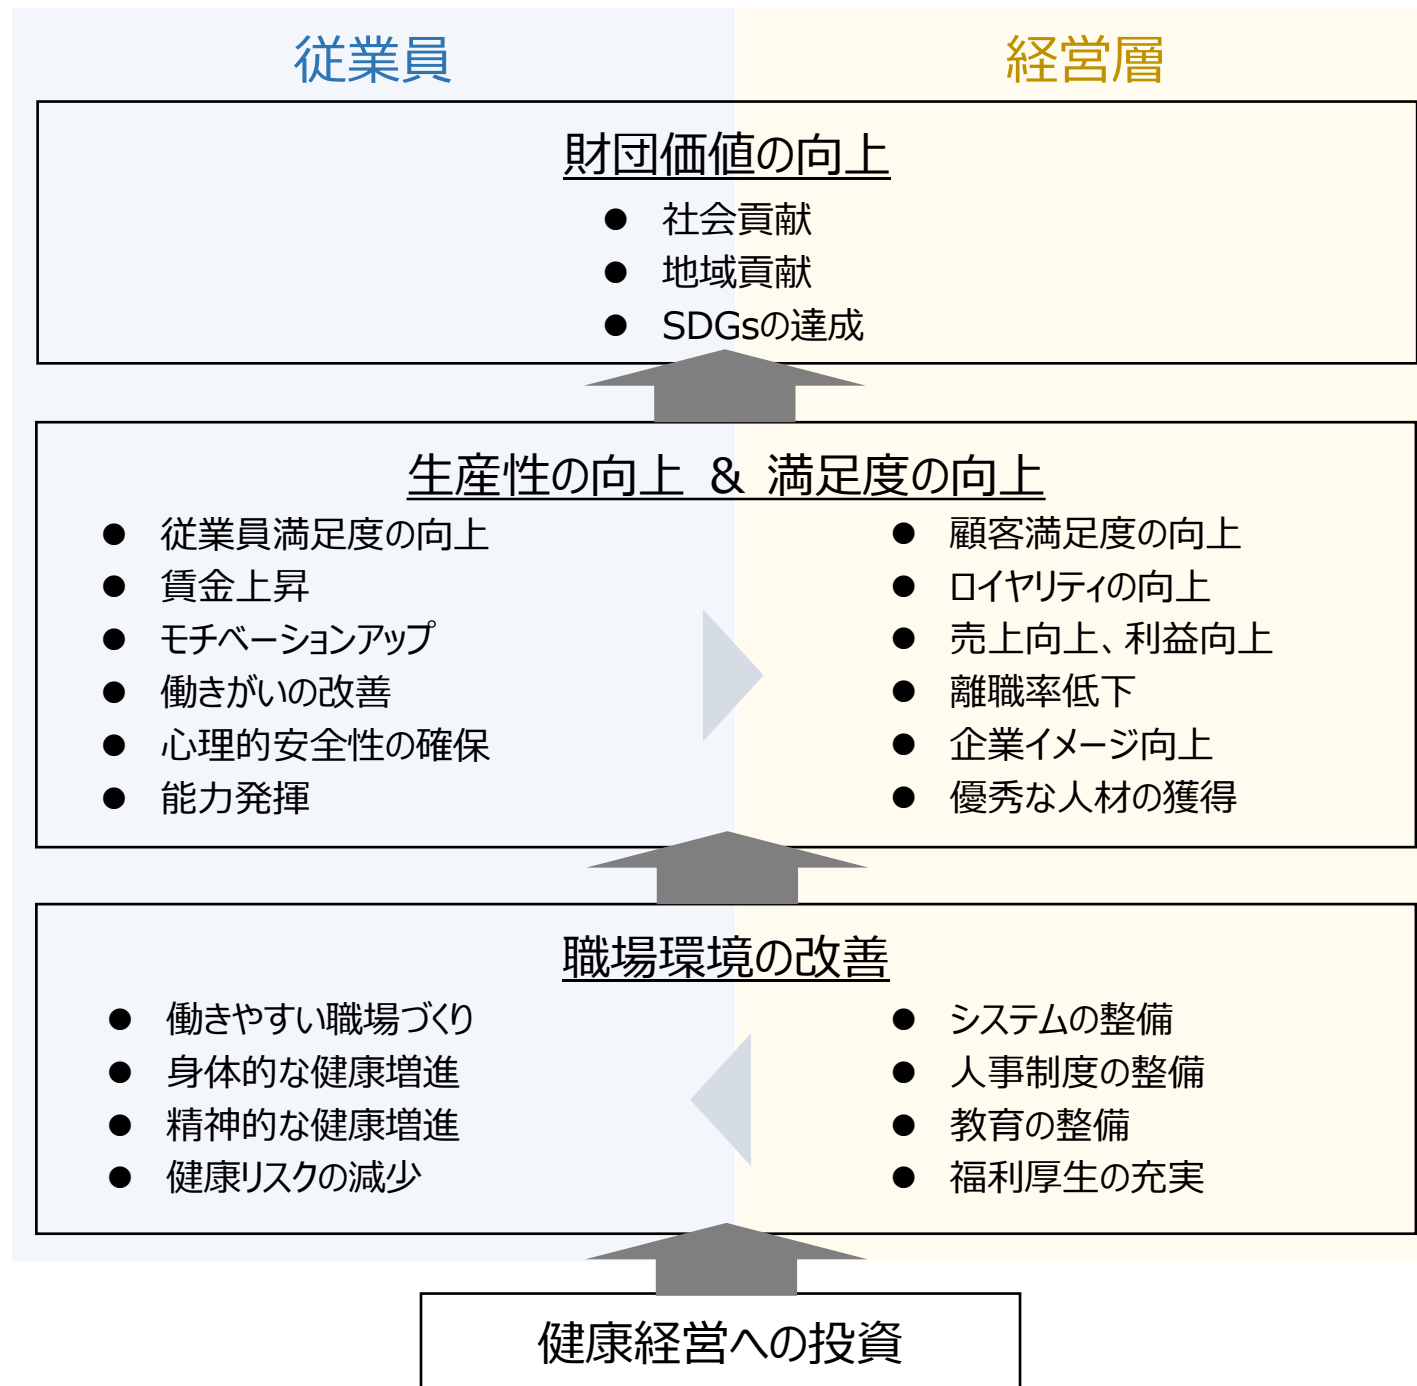 従業員
経営層
財団価値の向上
● 社会貢献
● 地域貢献
● SDGsの達成
生産性の向上 & 満足度の向上
● 従業員満足度の向上
● 賃金上昇
● モチベーションアップ
● 働きがいの改善
● 心理的安全性の確保
● 能力発揮
● 顧客満足度の向上
● ロイヤリティの向上
● 売上向上、利益向上
● 離職率低下
● 企業イメージ向上
● 優秀な人材の獲得
職場環境の改善
● 働きやすい職場づくり
● 身体的な健康増進
● 精神的な健康増進
● 健康リスクの減少
● システムの整備
● 人事制度の整備
● 教育の整備
● 福利厚生の充実
健康経営への投資